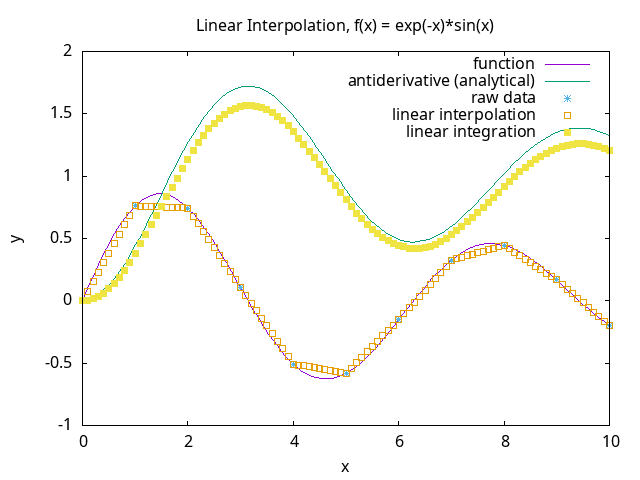 Linear Interpolation, f(x) = exp(-x)*sin(x)
function
antiderivative (analytical)
raw data
linear interpolation
linear integration
2
1.5
1
0.5
0
-0.5
-1
y
0 2 4 6 8 10
x